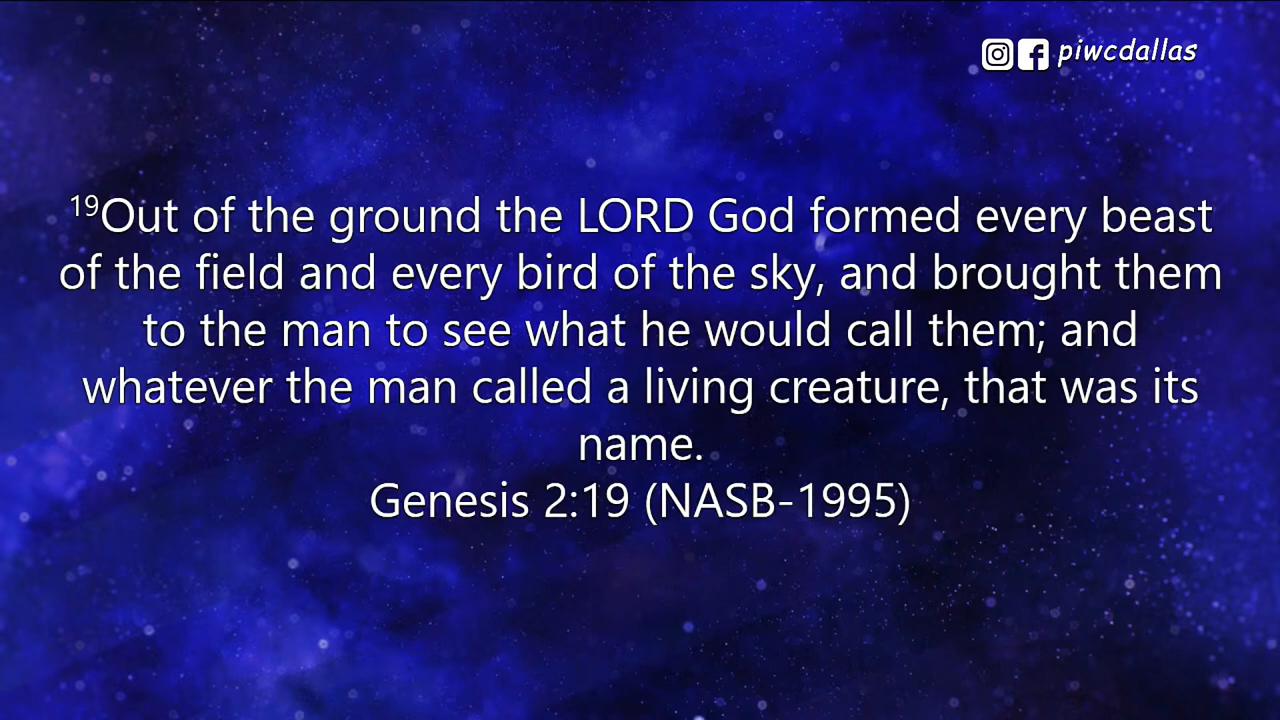 piwcdallas
19Out of the ground the LORD God formed every beast
of the field and every bird of the sky, and brought them
to the man to see what he would call them; and
whatever the man called a living creature, that was its
name.
Genesis 2:19 (NASB-1995)